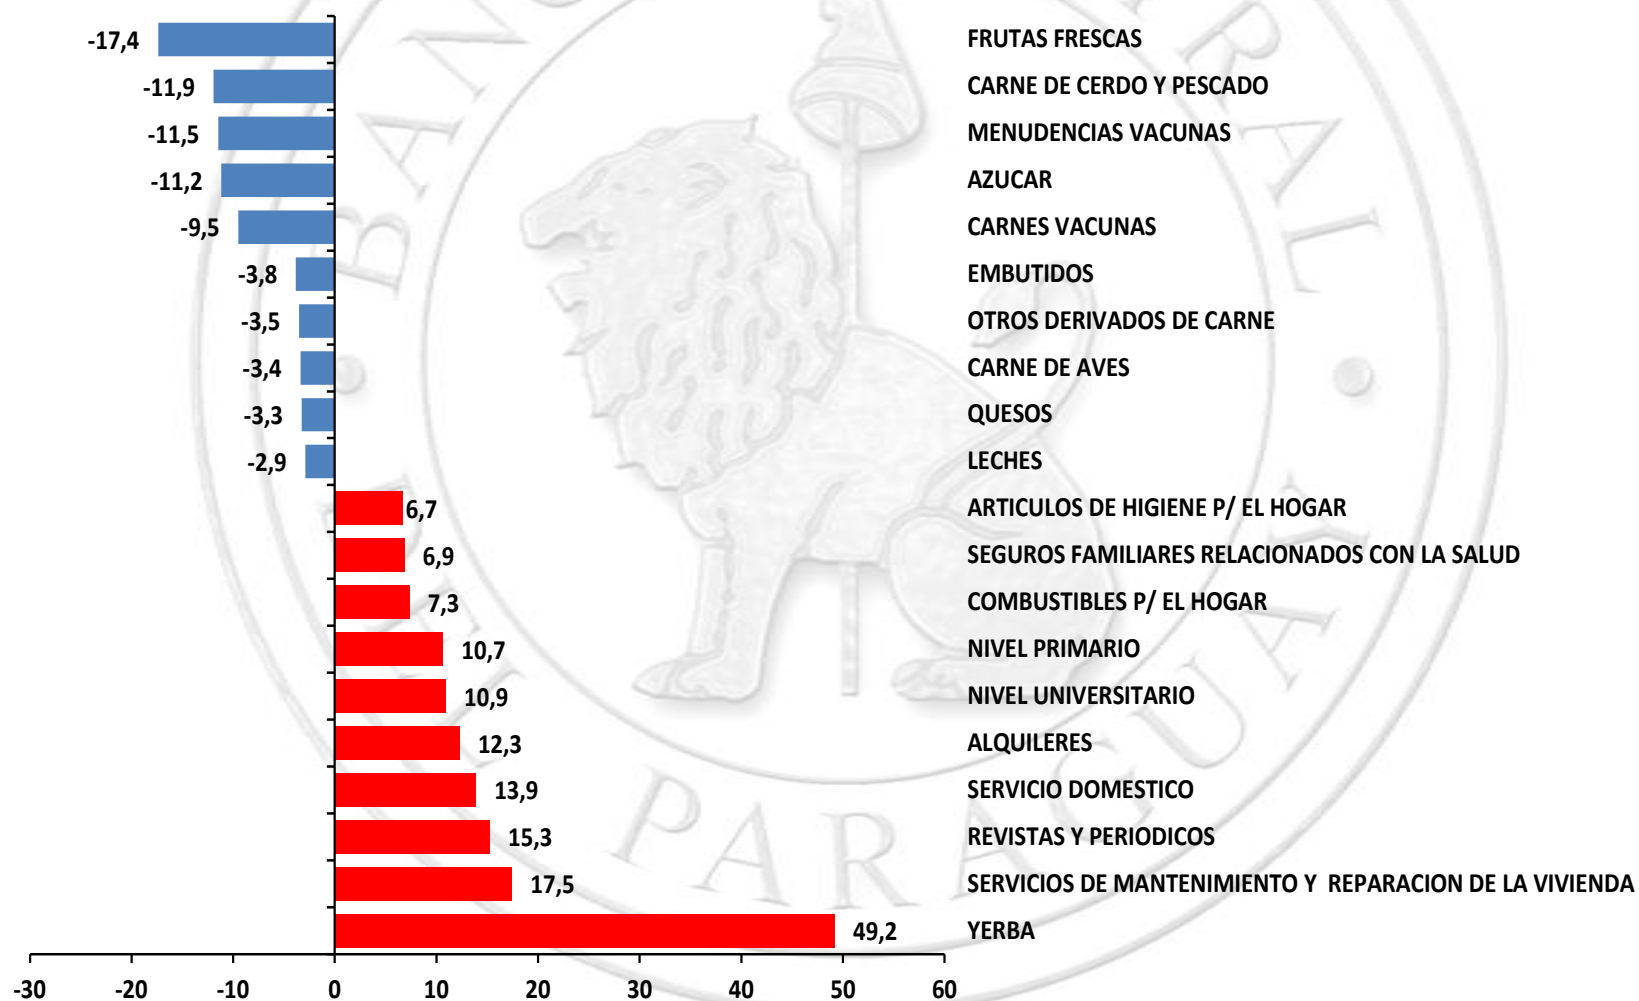 -17,4 FRUTAS FRESCAS
-11,9 CARNE DE CERDO Y PESCADO
-11,5 MENUDENCIAS VACUNAS
-11,2 AZUCAR
-9,5 CARNES VACUNAS
-3,8 EMBUTIDOS
-3,5 OTROS DERIVADOS DE CARNE
-3,4 CARNE DE AVES
-3,3 QUESOS
-2,9 LECHES
6,7 ARTICULOS DE HIGIENE P/ EL HOGAR
6,9 SEGUROS FAMILIARES RELACIONADOS CON LA SALUD
7,3 COMBUSTIBLES P/ EL HOGAR
10,7 NIVEL PRIMARIO
10,9 NIVEL UNIVERSITARIO
12,3 ALQUILERES
13,9 SERVICIO DOMESTICO
15,3 REVISTAS Y PERIODICOS
17,5 SERVICIOS DE MANTENIMIENTO Y REPARACION DE LA VIVIENDA
49,2 YERBA
-30 -20 -10 0 10 20 30 40 50 60
DEL PARAGUAY